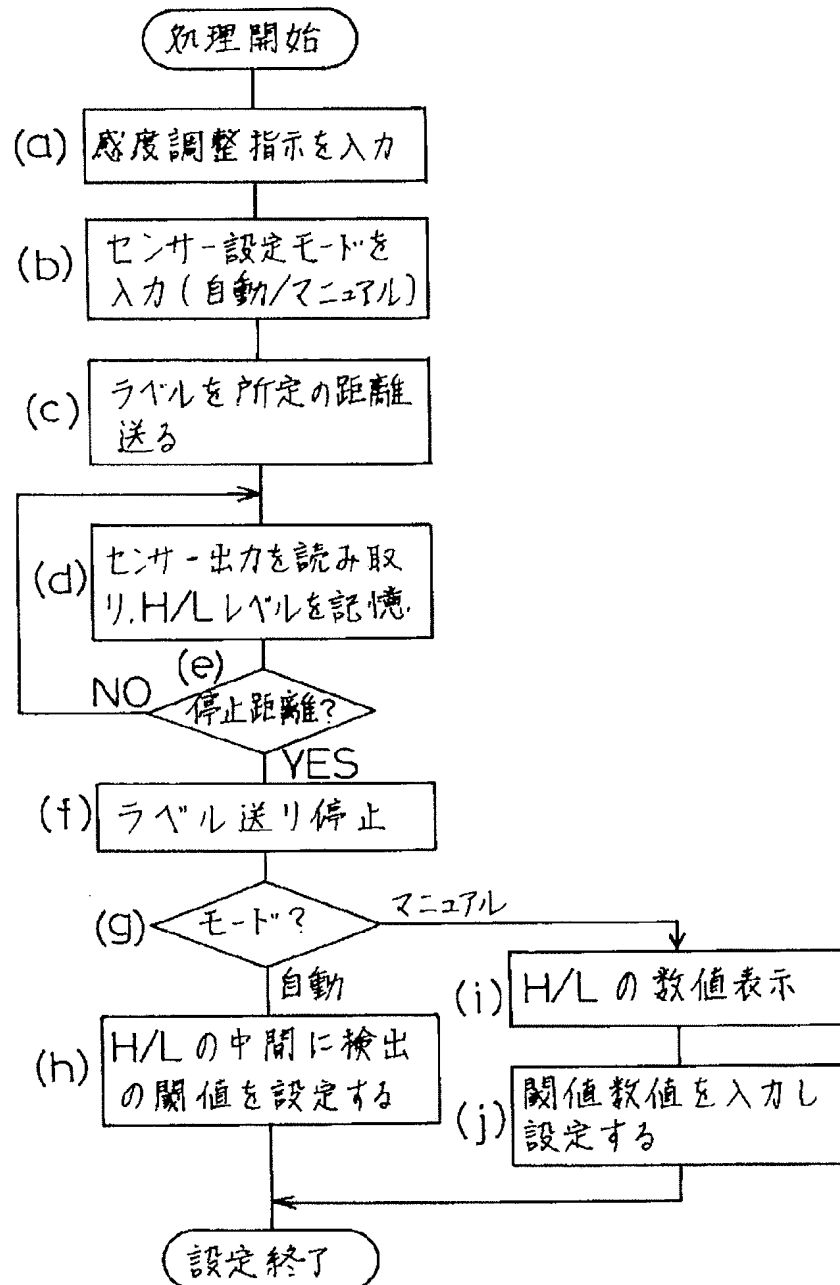 処理開始
(a)
感度調整指示を入力
(b)
センサー設定モードを
入力(自動/マニュアル)
(c)
ラベルを所定の距離
送る
(d)
センサー出力を読み取
り,H/Lレベルを記憶
(e)
停止距離?
NO
YES
(f)
ラベル送り停止
(g)
モード?
マニュアル
自動
(h)
H/Lの中間に検出
の閾値を設定する
(i)
H/Lの数値表示
(j)
閾値数値を入力し
設定する
設定終了